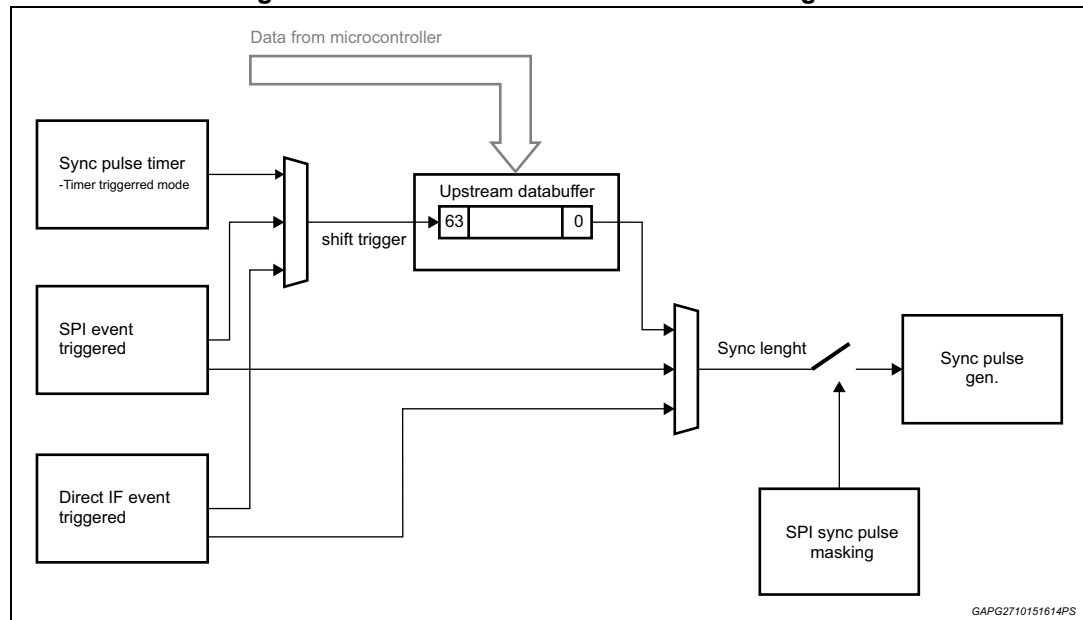 Data from microcontroller
Sync pulse timer
-Timer triggerred mode
Upstream databuffer
63
0
shift trigger
SPI event
triggered
Sync lenght
Sync pulse
gen.
Direct IF event
triggered
SPI sync pulse
masking
GAPG2710151614PS